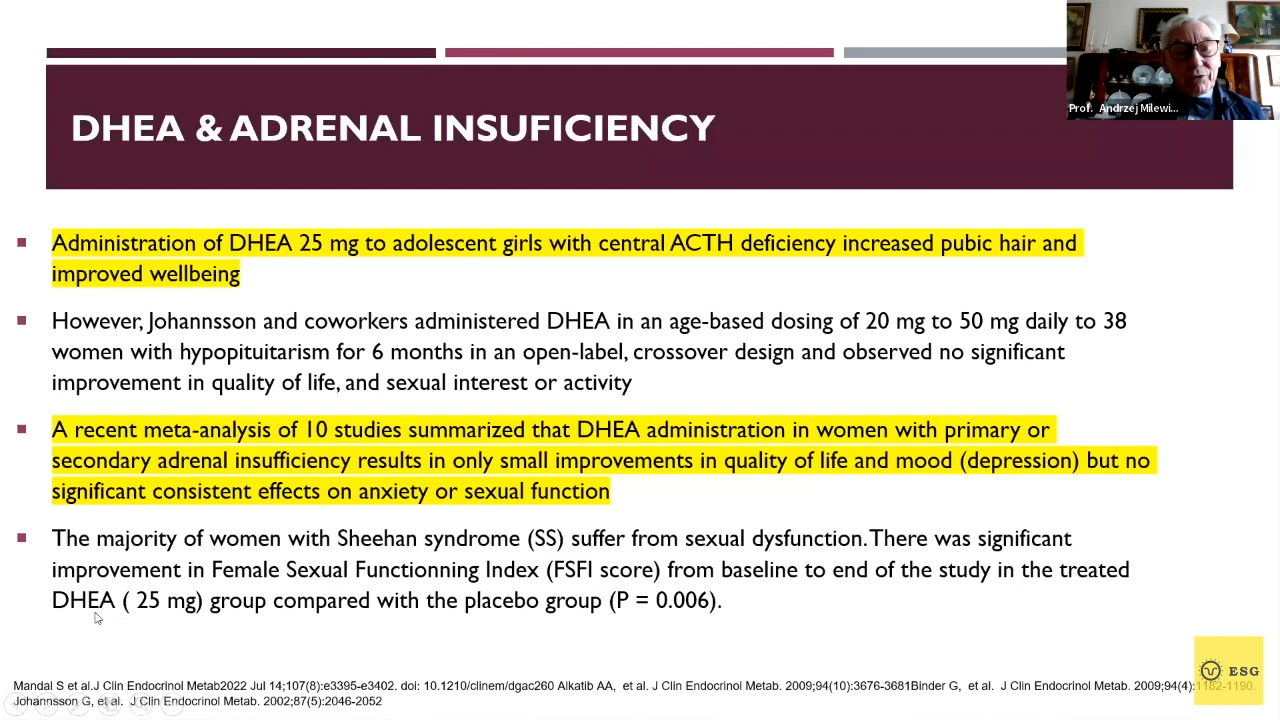 Prof. Andrzej Milewi...
DHEA & ADRENAL INSUFICIENCY
Administration of DHEA 25 mg to adolescent girls with central ACTH deficiency increased pubic hair and
improved wellbeing
However, Johannsson and coworkers administered DHEA in an age-based dosing of 20 mg to 50 mg daily to 38
women with hypopituitarism for 6 months in an open-label, crossover design and observed no significant
improvement in quality of life, and sexual interest or activity
A recent meta-analysis of 10 studies summarized that DHEA administration in women with primary or
secondary adrenal insufficiency results in only small improvements in quality of life and mood (depression) but no
significant consistent effects on anxiety or sexual function
The majority of women with Sheehan syndrome (SS) suffer from sexual dysfunction. There was significant
improvement in Female Sexual Functionning Index (FSFI score) from baseline to end of the study in the treated
DHEA ( 25 mg) group compared with the placebo group (P = 0.006).
ESG
Mandal S et al.J Clin Endocrinol Metab2022 Jul 14;107(8):e3395-e3402. doi: 10.1210/clinem/dgac260 Alkatib AA, et al. J Clin Endocrinol Metab. 2009;94(10):3676-3681Binder G, et al. J Clin Endocrinol Metab. 2009;94(4):1182-1190.
Johannsson G, et al. J Clin Endocrinol Metab. 2002;87(5):2046-2052